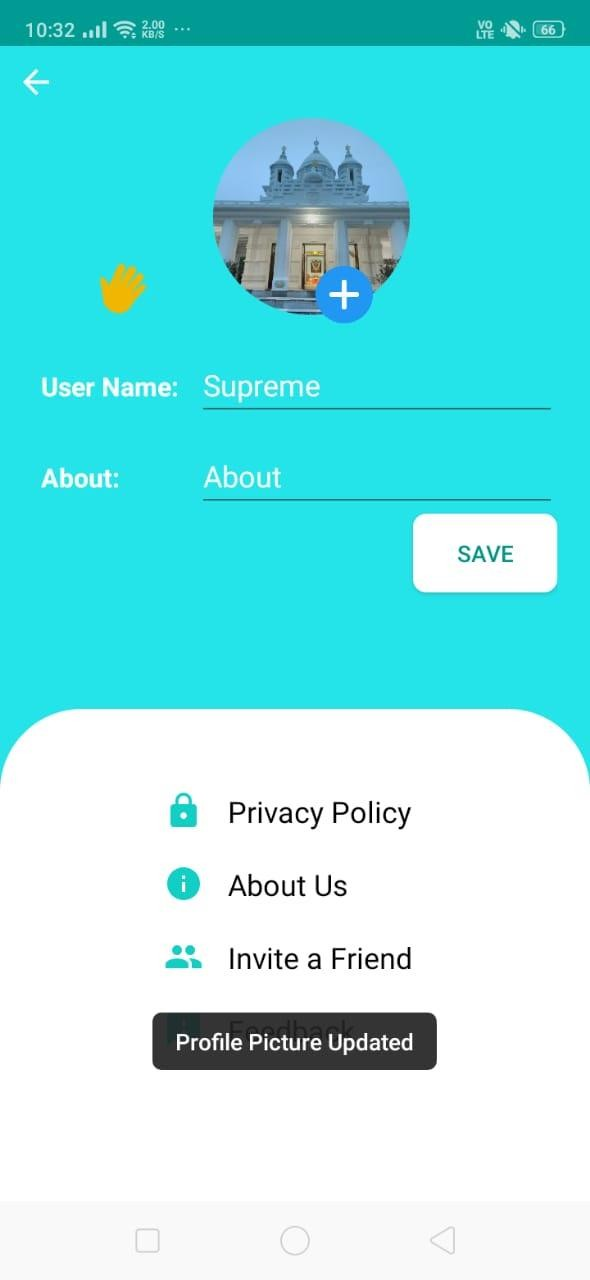 10:32 2.00 KB/S ... VO LTE 66
User Name: Supreme
About: About
SAVE
Privacy Policy
About Us
Invite a Friend
Feedback
Profile Picture Updated